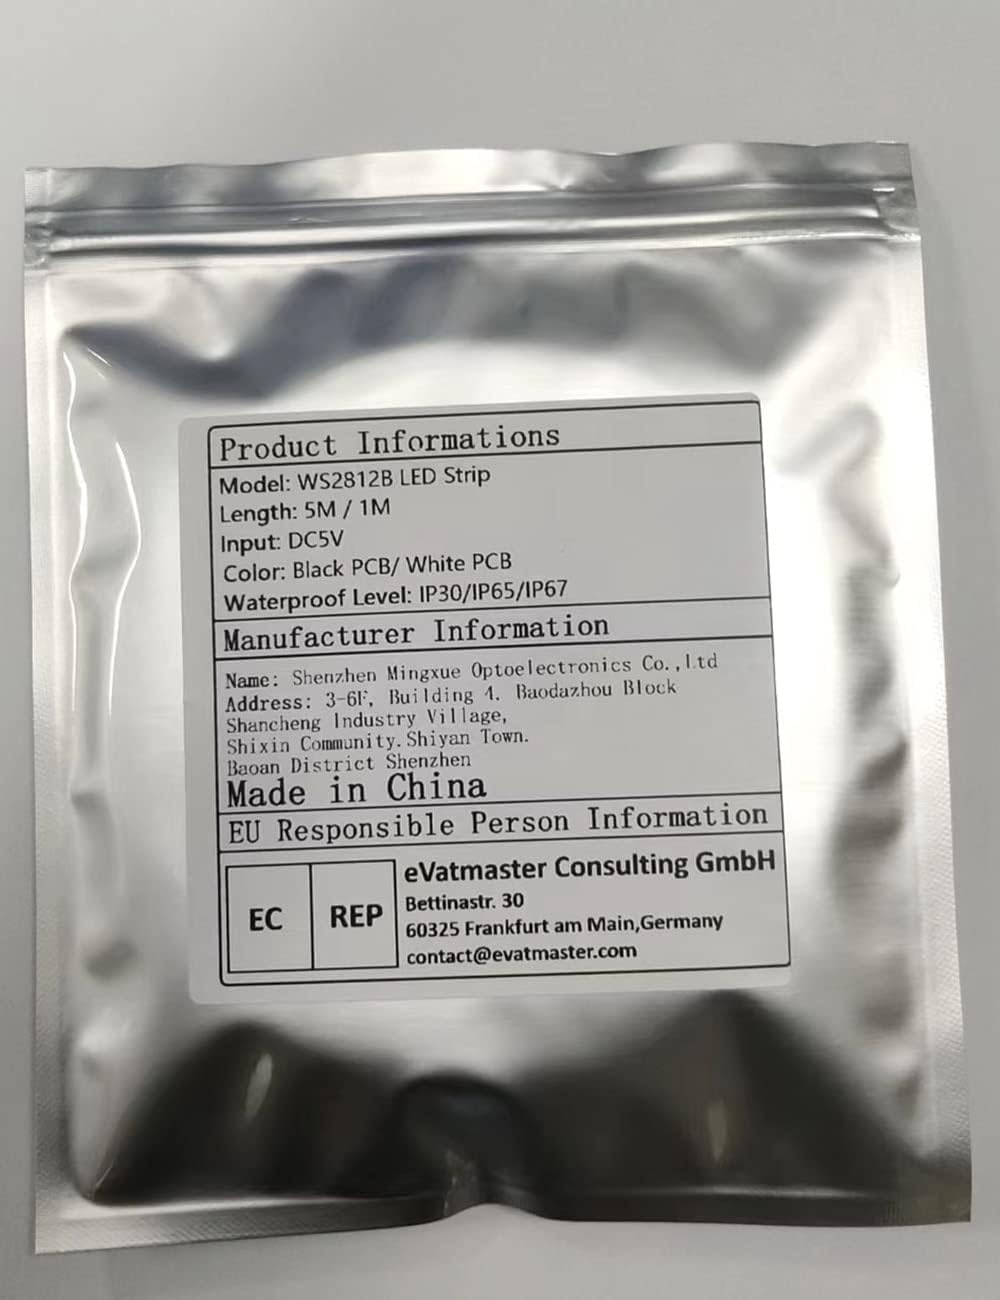 Product Informations
Model: WS2812B LED Strip
Length: 5M / 1M
Input: DC5V
Color: Black PCB/ White PCB
Waterproof Level: IP30/IP65/IP67
Manufacturer Information
Name: Shenzhen Mingxue Optoelectronics Co.,Ltd
Address: 3-6F, Building 4. Baodazhou Block
Shancheng Industry Village,
Shixin Community. Shiyan Town.
Baoan District Shenzhen
Made in China
EU Responsible Person Information
EC REP
eVatmaster Consulting GmbH
Bettinastr. 30
60325 Frankfurt am Main,Germany
contact@evatmaster.com